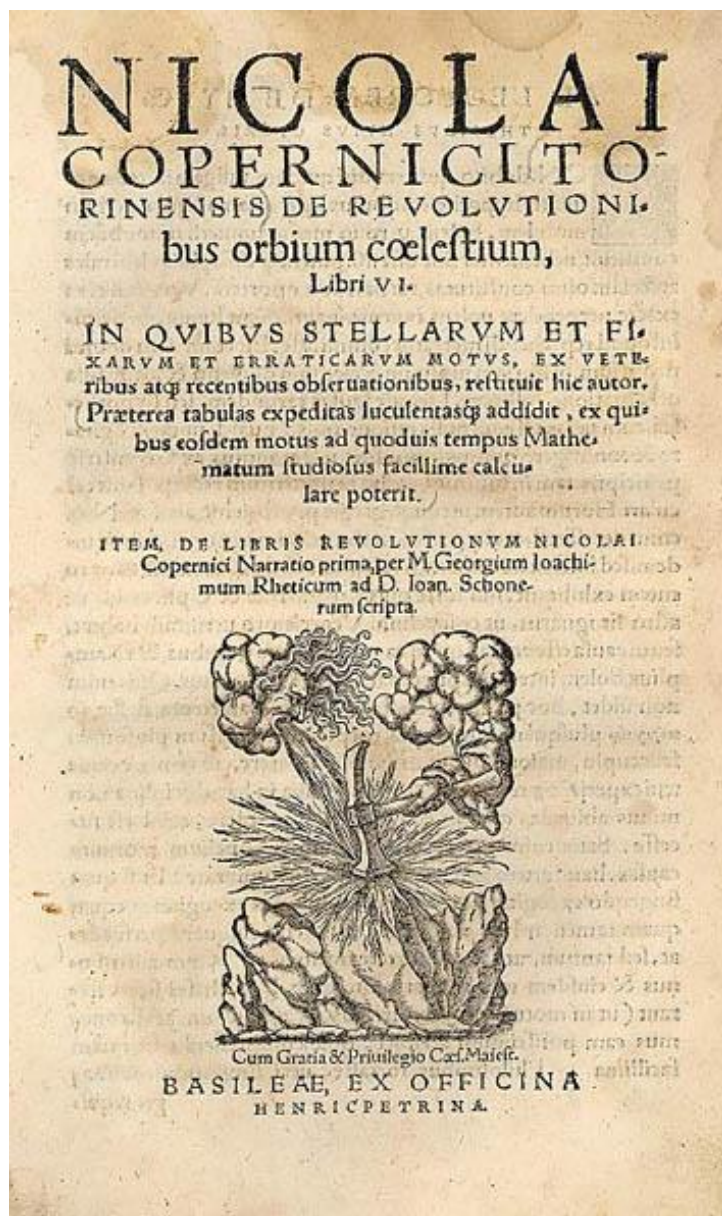 NICOLAI
COPERNICI TO-
RINENSIS DE REVOLVTIONI-
bus orbium cœleſtium,
Libri VI.
IN QVIBVS STELLARVM ET FI-
XARVM ET ERRATICARVM MOTVS, EX VETE-
ribus atq; recentibus obſeruationibus, reſtituit hic autor.
Præterea tabulas expeditas luculentasq; addidit, ex qui-
bus eoſdem motus ad quoduis tempus Mathe-
matum ſtudioſus facillime calcu-
lare poterit.
ITEM, DE LIBRIS REVOLVTIONVM NICOLAI
Copernici Narratio prima, per M. Georgium Ioachi-
mum Rheticum ad D. Ioan. Schone-
rum ſcripta.
Cum Gratia & Priuilegio Cæſ. Maieſt.
BASILEAE, EX OFFICINA
HENRICPETRINA.